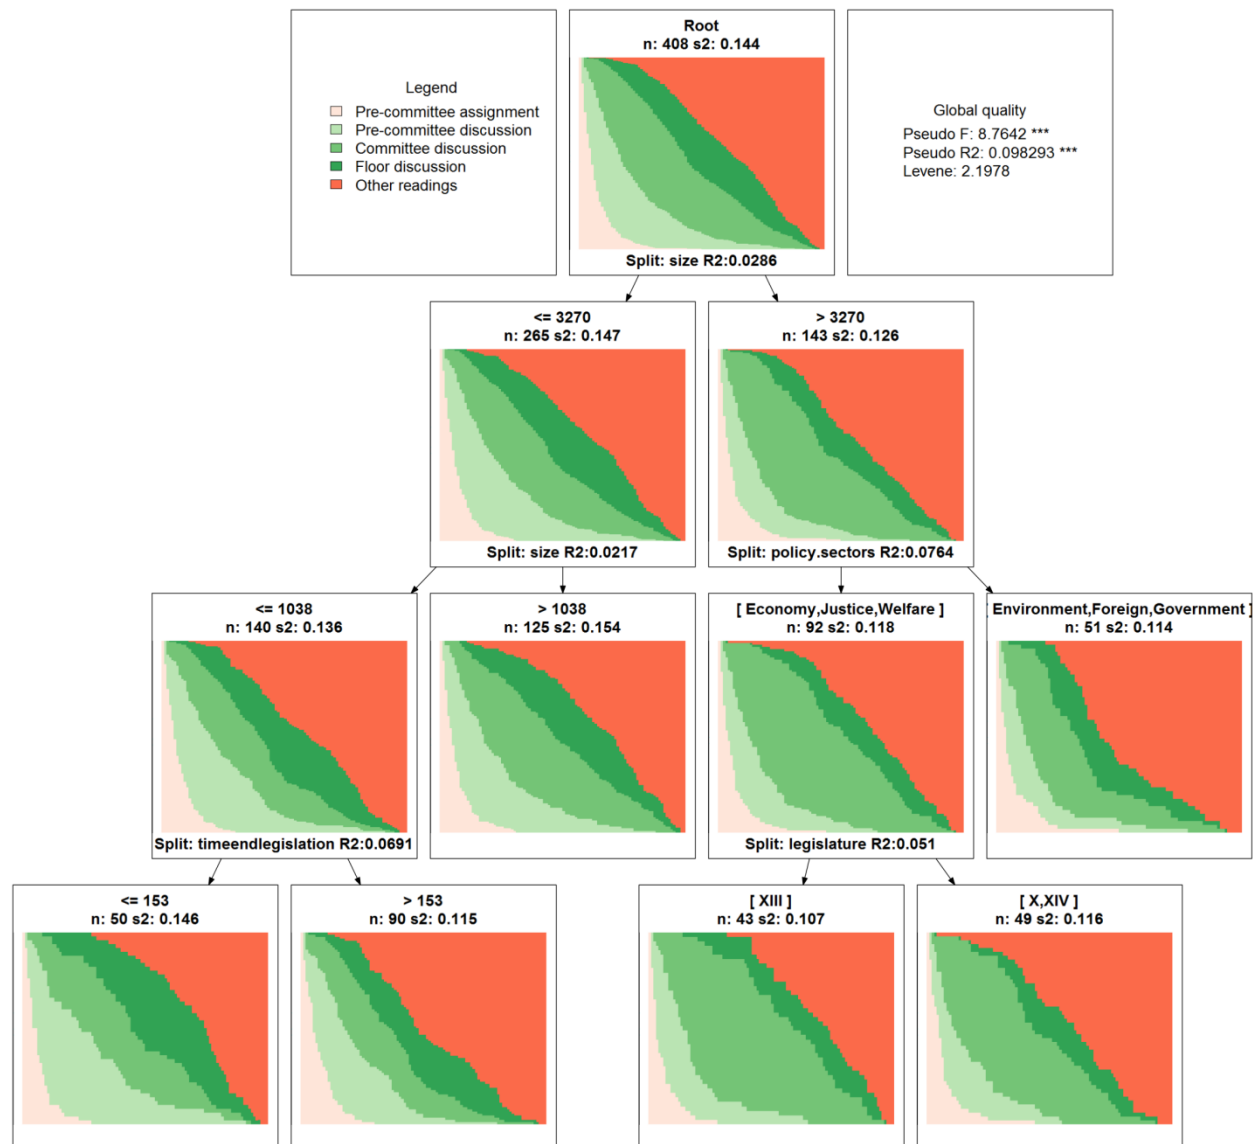 Legend
Pre-committee assignment
Pre-committee discussion
Committee discussion
Floor discussion
Other readings
Root
n: 408 s2: 0.144
Split: size R2:0.0286
Global quality
Pseudo F: 8.7642 ***
Pseudo R2: 0.098293 ***
Levene: 2.1978
<= 3270
n: 265 s2: 0.147
Split: size R2:0.0217
> 3270
n: 143 s2: 0.126
Split: policy.sectors R2:0.0764
<= 1038
n: 140 s2: 0.136
Split: timeendlegislation R2:0.0691
> 1038
n: 125 s2: 0.154
[ Economy,Justice,Welfare ]
n: 92 s2: 0.118
Split: legislature R2:0.051
[ Environment,Foreign,Government ]
n: 51 s2: 0.114
<= 153
n: 50 s2: 0.146
> 153
n: 90 s2: 0.115
[ XIII ]
n: 43 s2: 0.107
[ X,XIV ]
n: 49 s2: 0.116